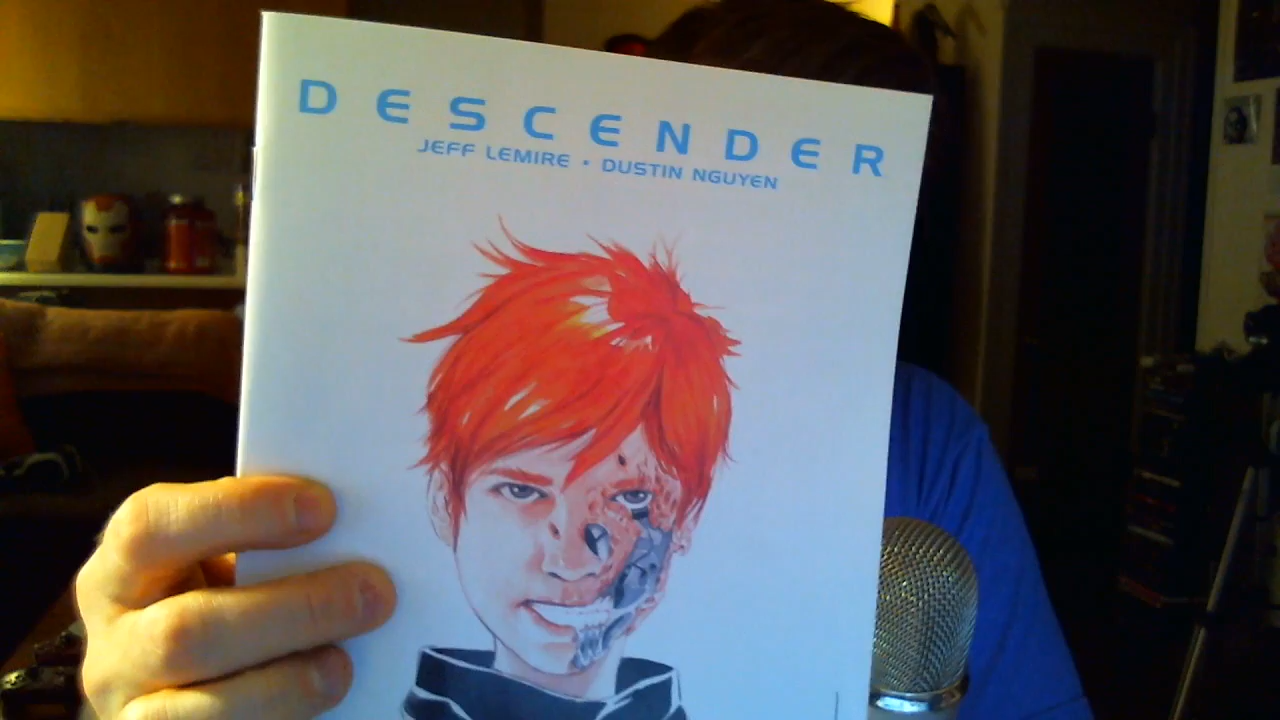 DESCENDER
JEFF LEMIRE • DUSTIN NGUYEN